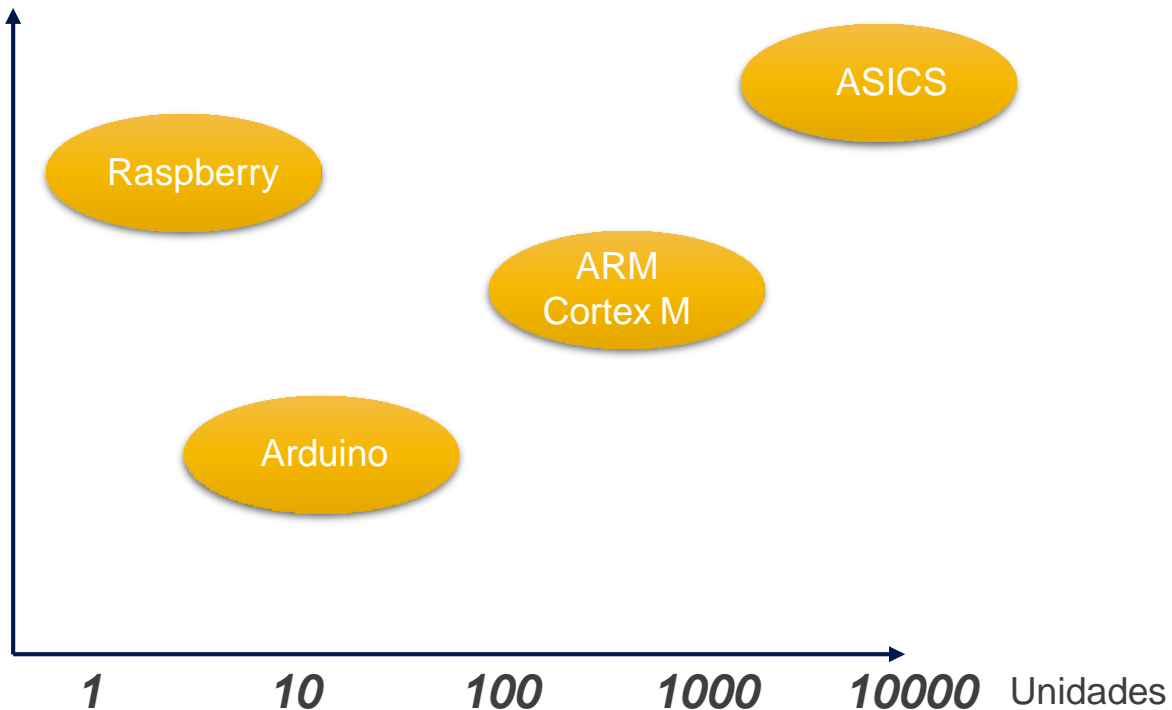 ASICS
Raspberry
ARM
Cortex M
Arduino
1 10 100 1000 10000 Unidades